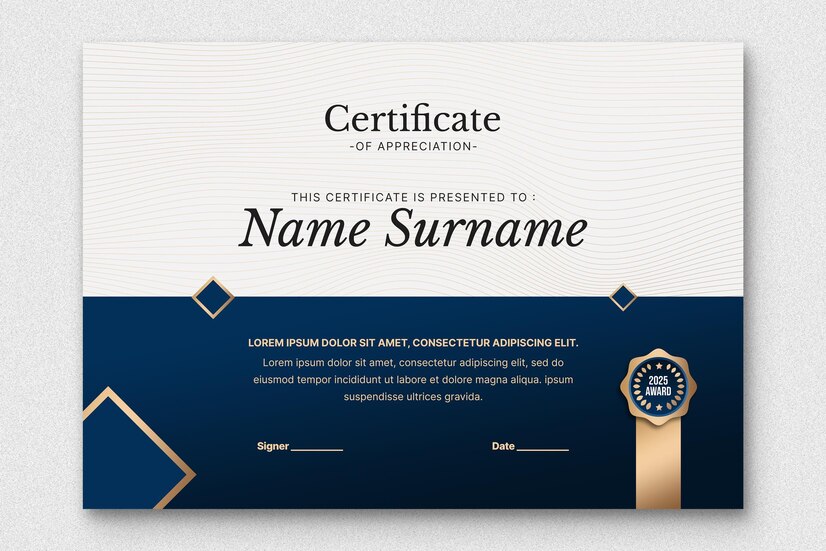 Certificate
-OF APPRECIATION-
THIS CERTIFICATE IS PRESENTED TO :
Name Surname
LOREM IPSUM DOLOR SIT AMET, CONSECTETUR ADIPISCING ELIT.
Lorem ipsum dolor sit amet, consectetur adipiscing elit, sed do
eiusmod tempor incididunt ut labore et dolore magna aliqua. ipsum
suspendisse ultrices gravida.
2025
AWARD
Signer
Date